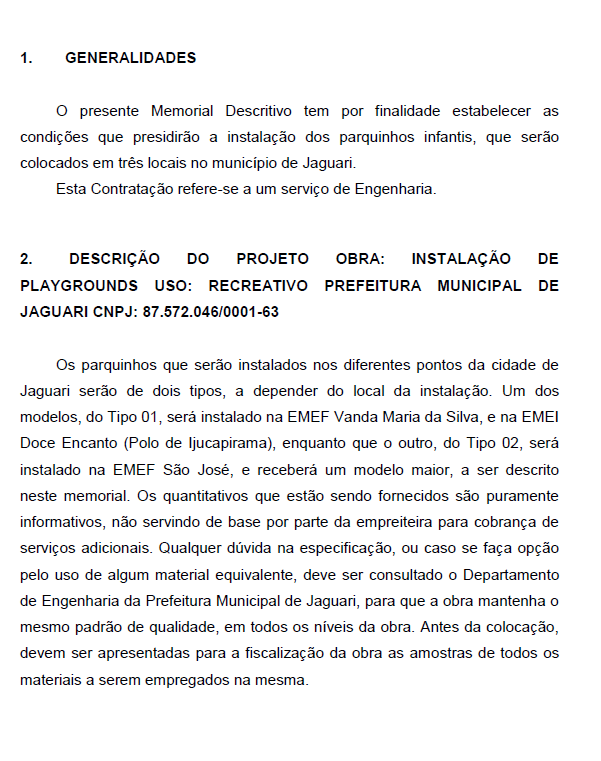 1. GENERALIDADES
O presente Memorial Descritivo tem por finalidade estabelecer as
condições que presidirão a instalação dos parquinhos infantis, que serão
colocados em três locais no município de Jaguari.
Esta Contratação refere-se a um serviço de Engenharia.
2. DESCRIÇÃO DO PROJETO OBRA: INSTALAÇÃO DE
PLAYGROUNDS USO: RECREATIVO PREFEITURA MUNICIPAL DE
JAGUARI CNPJ: 87.572.046/0001-63
Os parquinhos que serão instalados nos diferentes pontos da cidade de
Jaguari serão de dois tipos, a depender do local da instalação. Um dos
modelos, do Tipo 01, será instalado na EMEF Vanda Maria da Silva, e na EMEI
Doce Encanto (Polo de Ijucapirama), enquanto que o outro, do Tipo 02, será
instalado na EMEF São José, e receberá um modelo maior, a ser descrito
neste memorial. Os quantitativos que estão sendo fornecidos são puramente
informativos, não servindo de base por parte da empreiteira para cobrança de
serviços adicionais. Qualquer dúvida na especificação, ou caso se faça opção
pelo uso de algum material equivalente, deve ser consultado o Departamento
de Engenharia da Prefeitura Municipal de Jaguari, para que a obra mantenha o
mesmo padrão de qualidade, em todos os níveis da obra. Antes da colocação,
devem ser apresentadas para a fiscalização da obra as amostras de todos os
materiais a serem empregados na mesma.